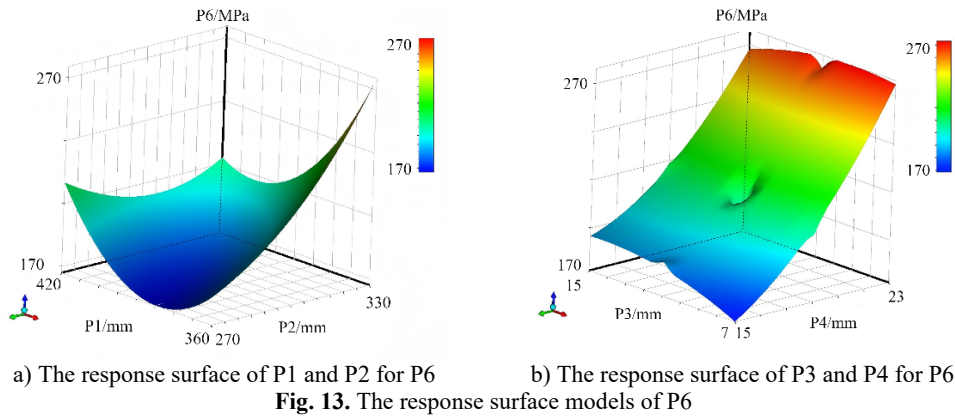 P6/MPa
270
270
170
170
420
P1/mm
360
270
P2/mm
330
P6/MPa
270
270
170
170
15
P3/mm
7
15
P4/mm
23
a) The response surface of P1 and P2 for P6
b) The response surface of P3 and P4 for P6
Fig. 13. The response surface models of P6